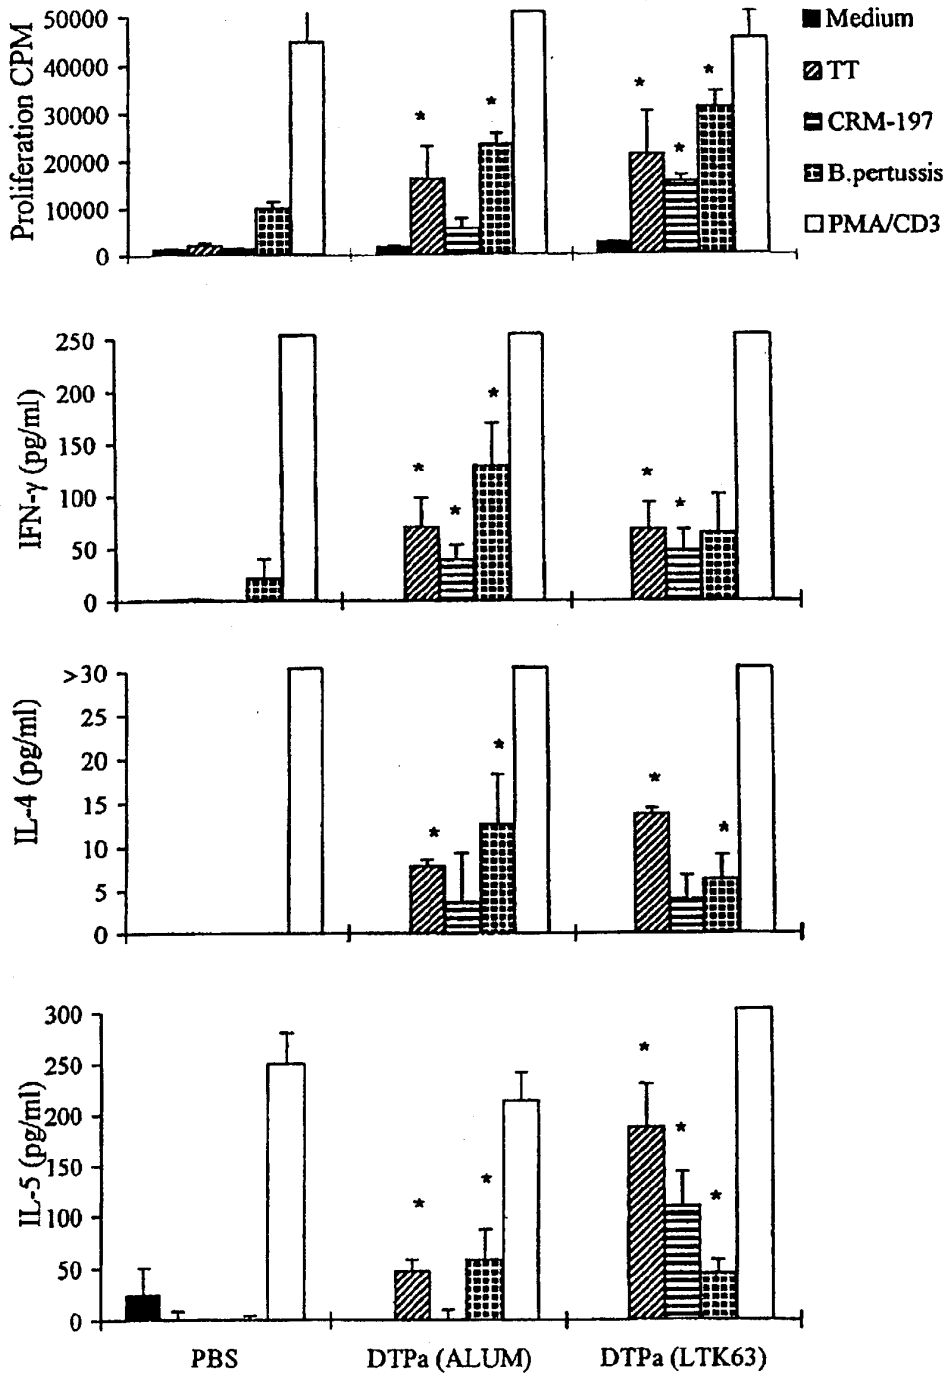 Proliferation CPM
50000
40000
30000
20000
10000
0
* * * * *
Medium
TT
CRM-197
B.pertussis
PMA/CD3
IFN-γ (pg/ml)
250
200
150
100
50
0
* * * * *
IL-4 (pg/ml)
>30
25
20
15
10
5
0
* * * *
IL-5 (pg/ml)
300
250
200
150
100
50
0
* * * * *
PBS DTPa (ALUM) DTPa (LTK63)